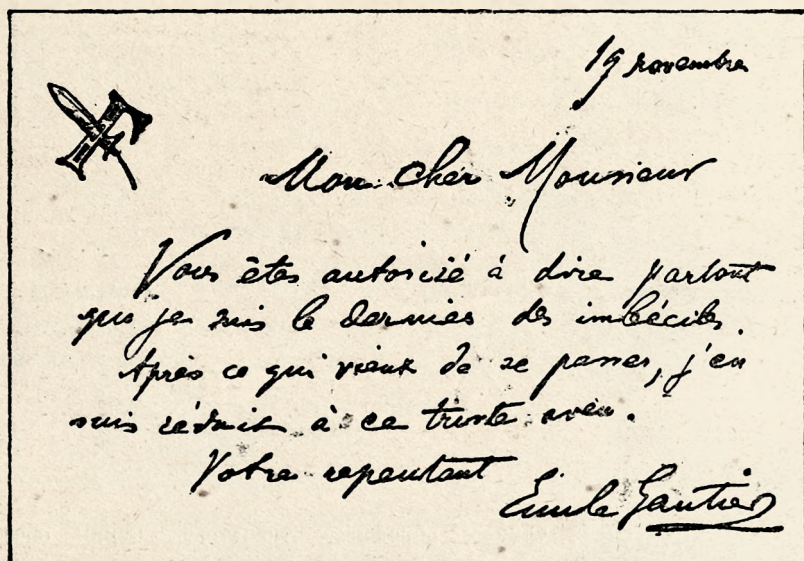 19 novembre
Mon cher Monsieur
Vous êtes autorisé à dire partout
que je suis le dernier des imbéciles.
Après ce qui vient de se passer, j'en
suis réduit à ce triste aveu.
Votre repentant
Emile Gautier